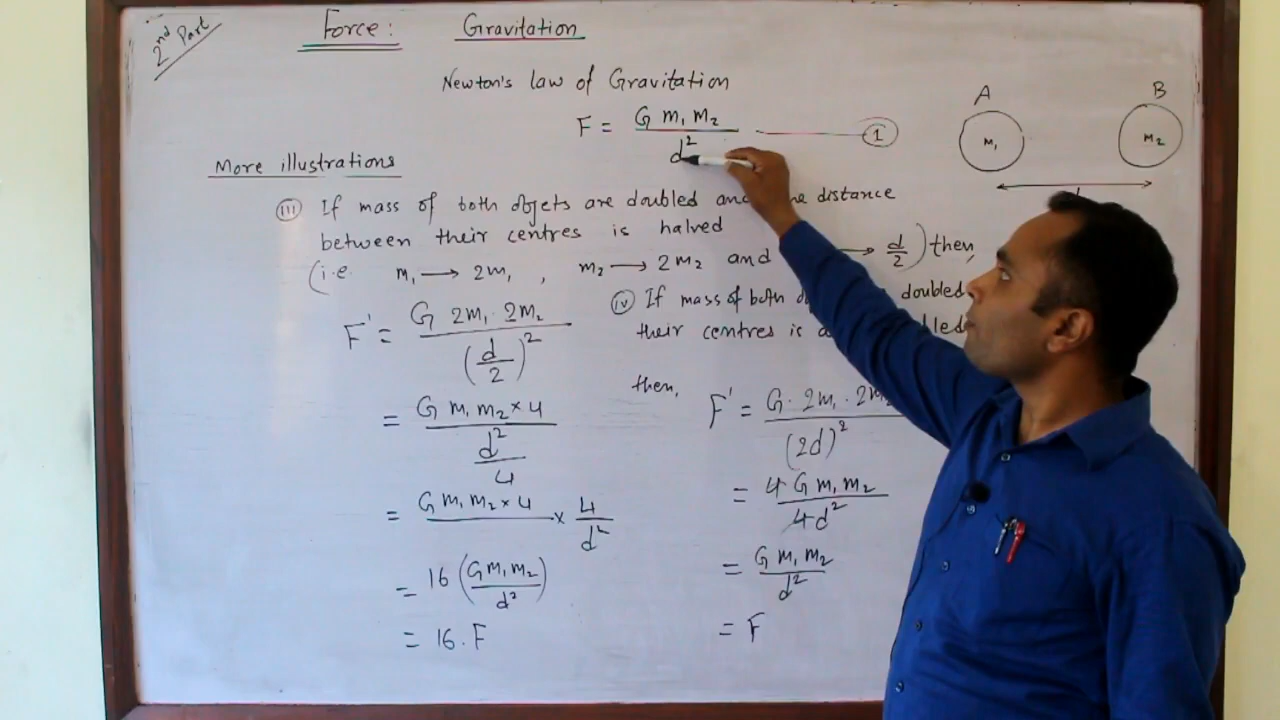 2nd Part
Force: Gravitation
Newton's law of Gravitation
F = G m₁ m₂ / d² ——— ①
A B
m₁ m₂
More illustrations
(iii) If mass of both objets are doubled and distance
between their centres is halved
(i.e. m₁ → 2m₁ , m₂ → 2m₂ and → d/2) then,
F' = G 2m₁ · 2m₂ / (d/2)²
= G m₁ m₂ × 4 / d²/4
= G m₁ m₂ × 4 / × 4/d²
= 16 (G m₁ m₂ / d²)
= 16 . F
(iv) If mass of both doubled
their centres is
then,
F' = G · 2m₁ · 2m₂ / (2d)²
= 4 G m₁ m₂ / 4d²
= G m₁ m₂ / d²
= F